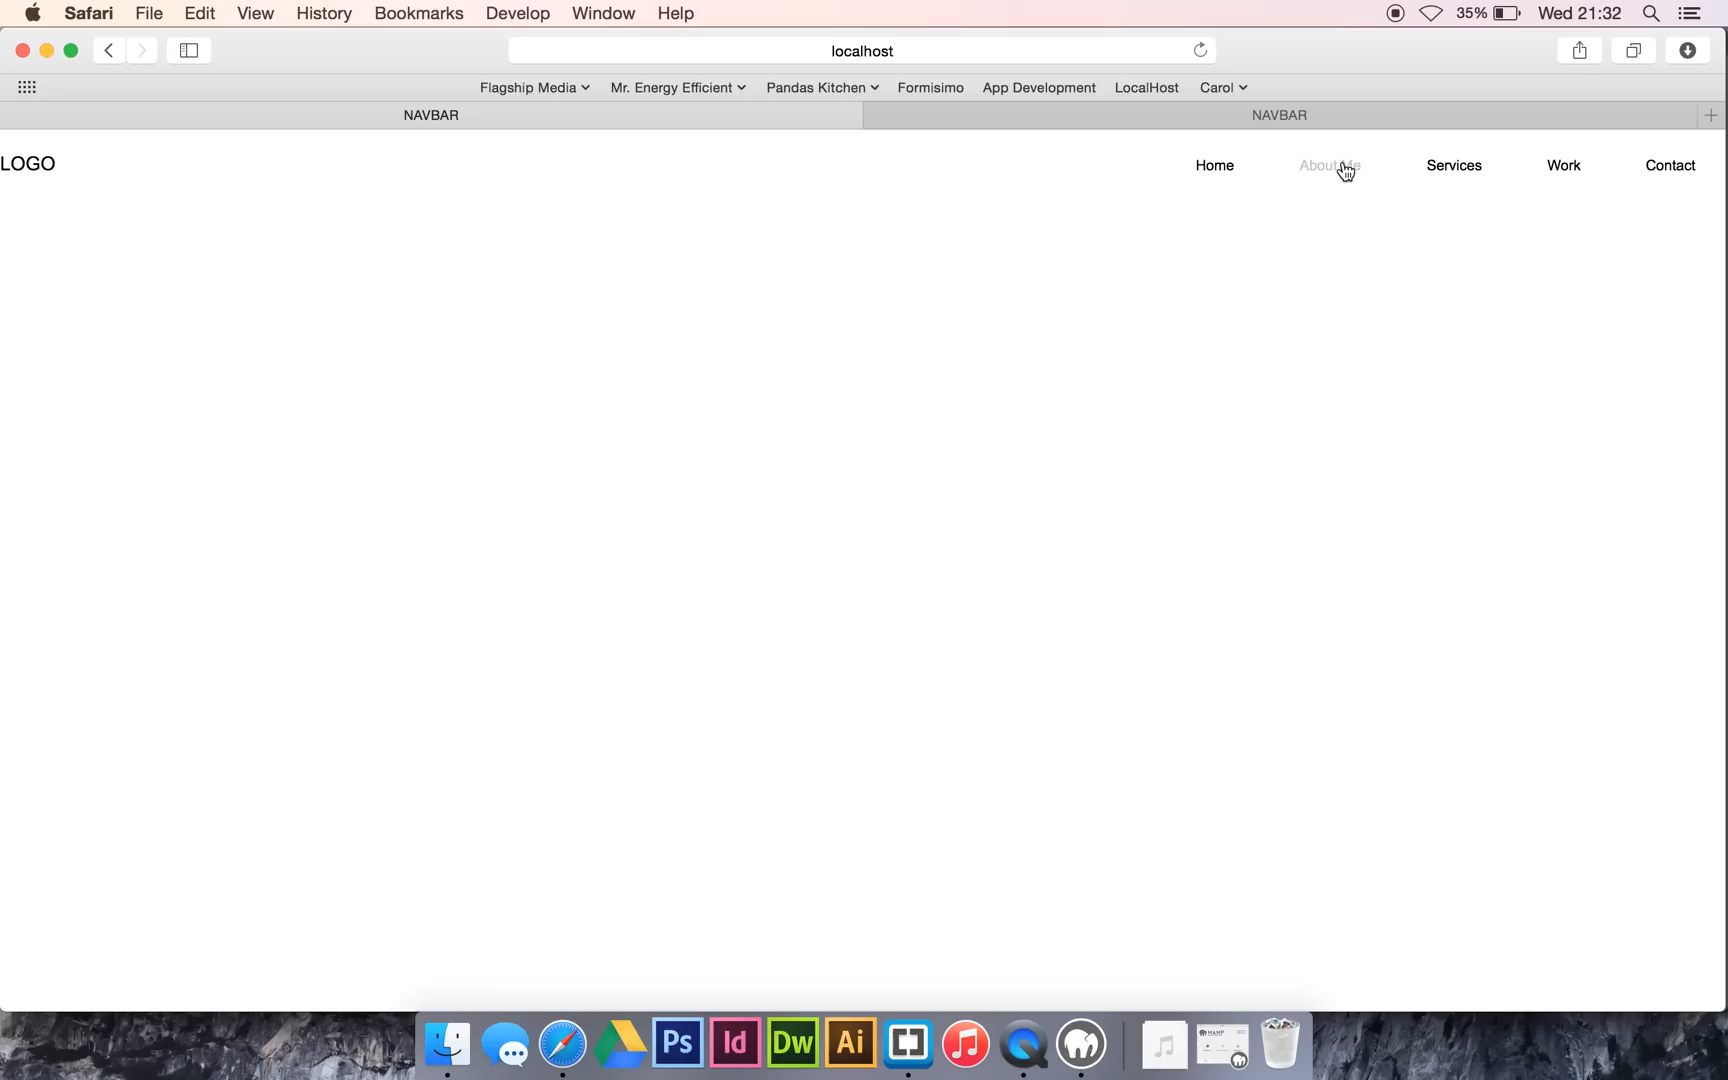 Safari File Edit View History Bookmarks Develop Window Help 35% Wed 21:32
localhost
Flagship Media Mr. Energy Efficient Pandas Kitchen Formisimo App Development LocalHost Carol
NAVBAR NAVBAR
LOGO Home About Me Services Work Contact
Ps Id Dw Ai MAMP